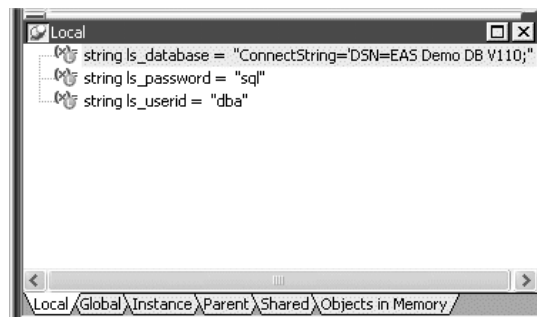 Local
string ls_database = "ConnectString='DSN=EAS Demo DB V110;"
string ls_password = "sql"
string ls_userid = "dba"
Local Global Instance Parent Shared Objects in Memory